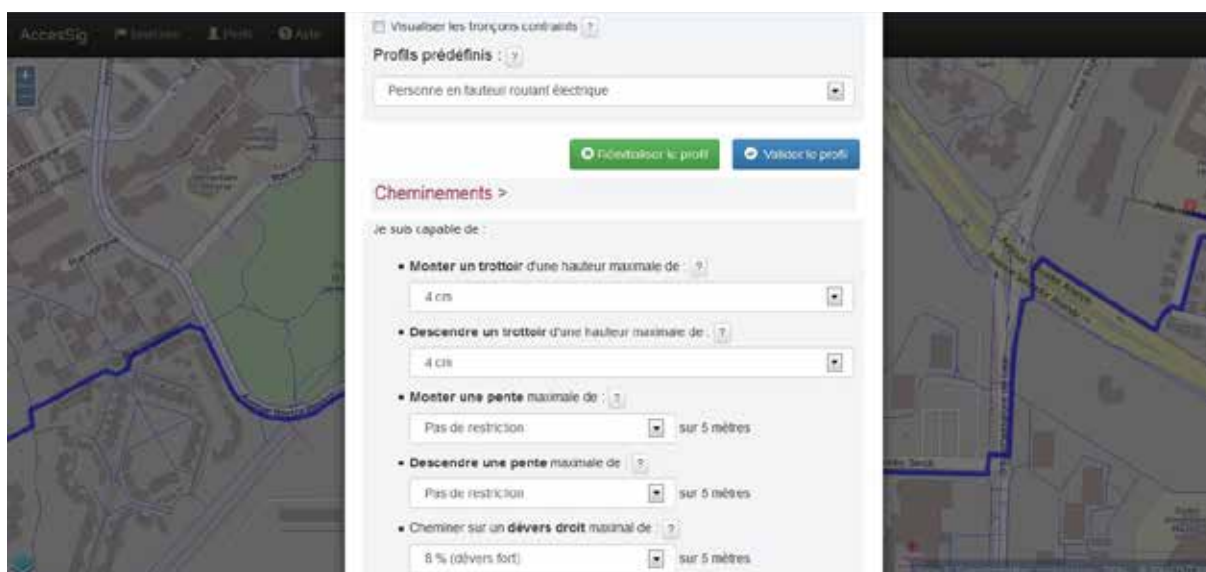 AccesSig Aide
Visualiser les tronçons contraints ?
Profils prédéfinis : ?
Personne en fauteuil roulant électrique
Réinitialiser le profil Valider le profil
Cheminements >
Je suis capable de :
• Monter un trottoir d'une hauteur maximale de : ?
4 cm
• Descendre un trottoir d'une hauteur maximale de : ?
4 cm
• Monter une pente maximale de : ?
Pas de restriction sur 5 mètres
• Descendre une pente maximale de : ?
Pas de restriction sur 5 mètres
• Cheminer sur un dévers droit maximal de : ?
8 % (dévers fort) sur 5 mètres